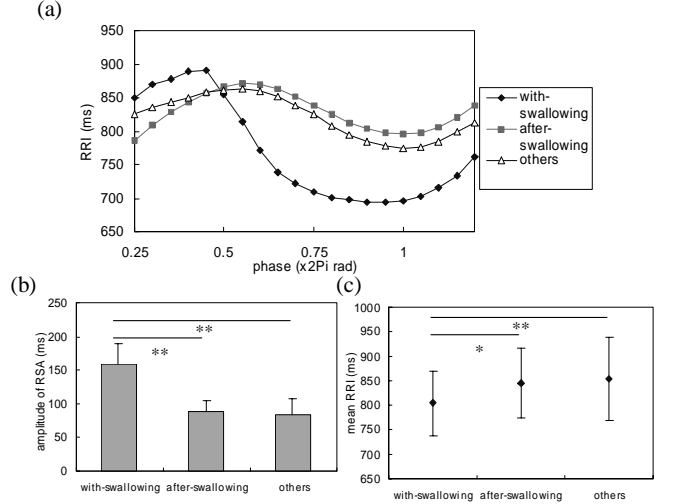 (a)
950
900
850
800
750
700
650
RRI (ms)
0.25
0.5
0.75
1
phase (x2Pi rad)
with-
swallowing
after-
swallowing
others
(b)
250
200
150
100
50
0
amplitude of RSA (ms)
**
**
with-swallowing
after-swallowing
others
(c)
1000
950
900
850
800
750
700
650
mean RRI (ms)
**
*
with-swallowing
after-swallowing
others